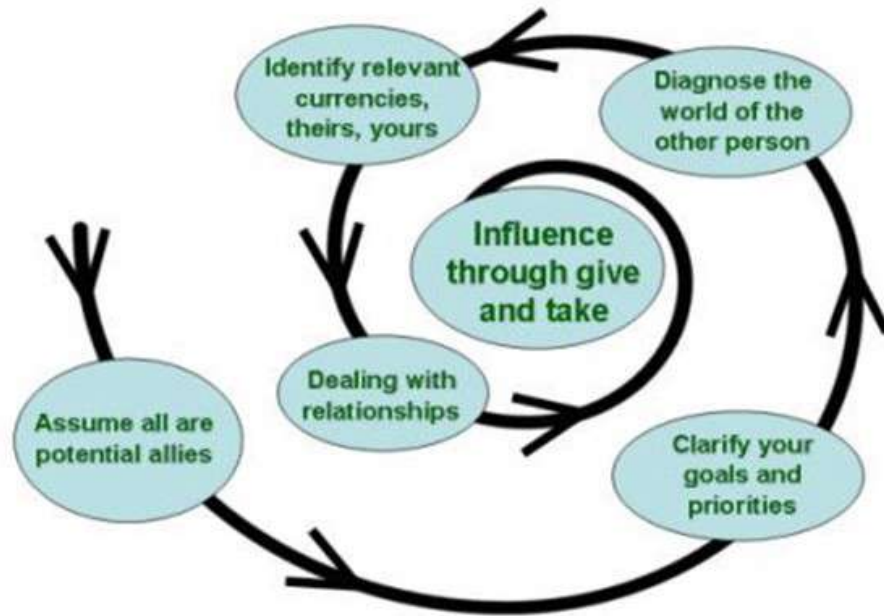 Identify relevant
currencies,
theirs, yours
Diagnose the
world of the
other person
Influence
through give
and take
Dealing with
relationships
Assume all are
potential allies
Clarify your
goals and
priorities